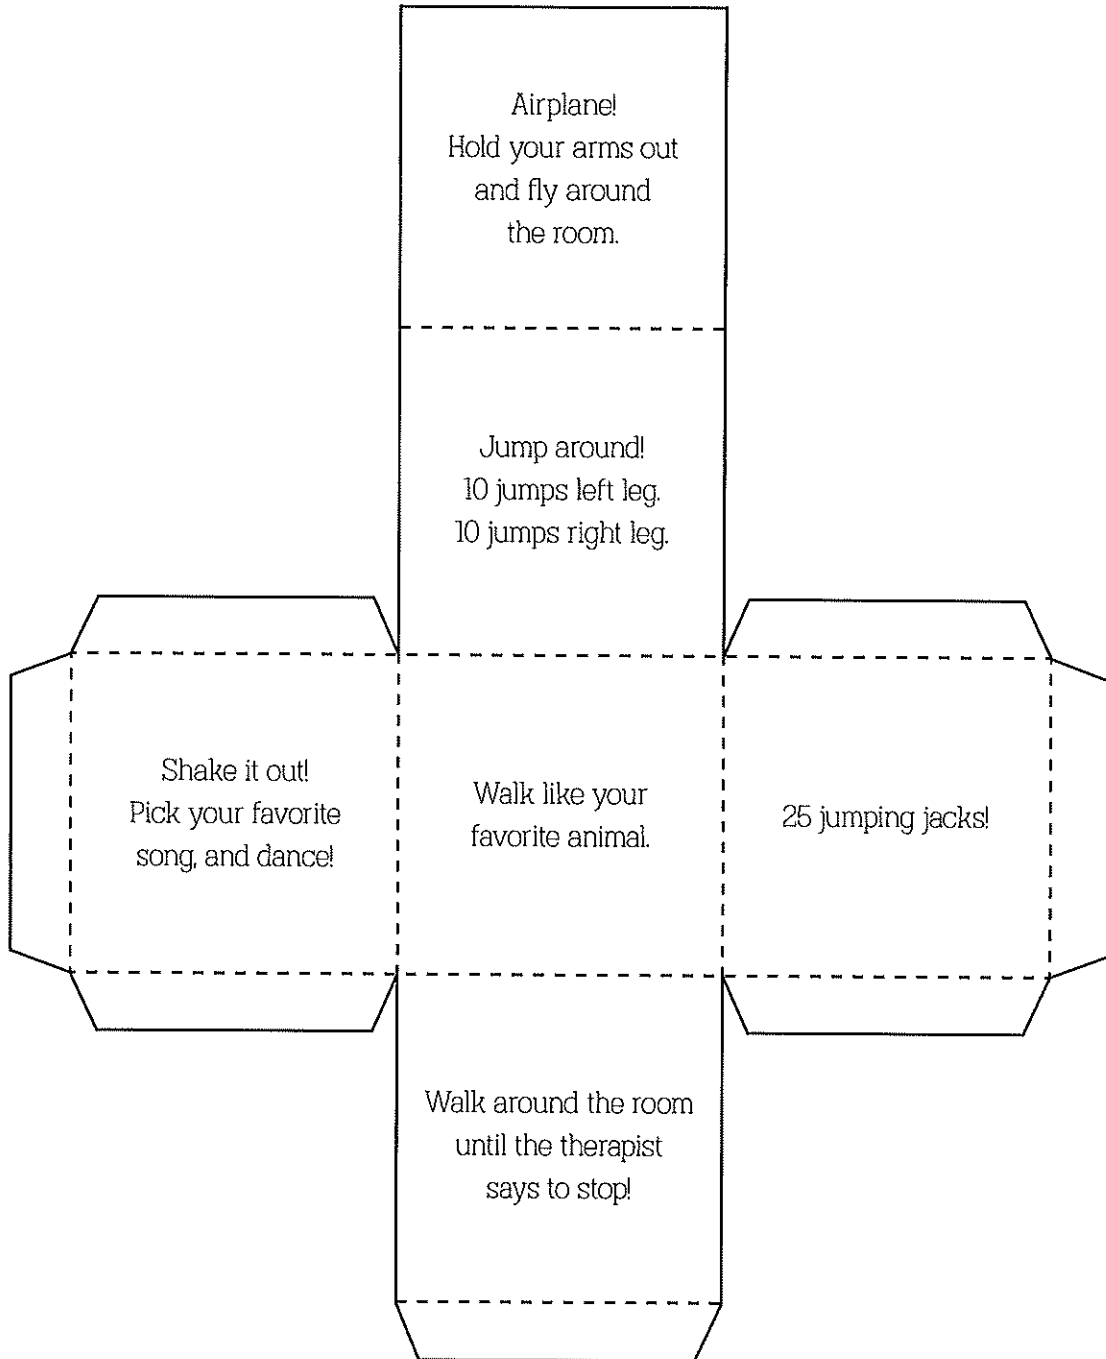 Airplane!
Hold your arms out
and fly around
the room.
Jump around!
10 jumps left leg.
10 jumps right leg.
Shake it out!
Pick your favorite
song, and dance!
Walk like your
favorite animal.
25 jumping jacks!
Walk around the room
until the therapist
says to stop!